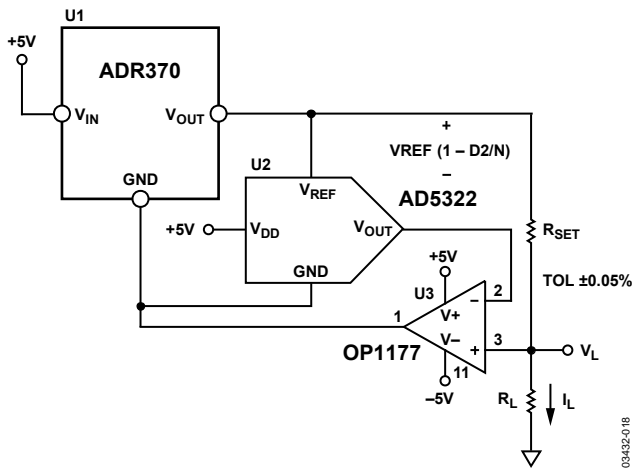 U1
+5V
ADR370
VIN
VOUT
GND
+
VREF (1 – D2/N)
–
U2
VREF
AD5322
+5V
VDD
VOUT
GND
RSET
TOL ±0.05%
+5V
U3
V+
– 2
1
V–
+ 3
VL
OP1177
11
–5V
RL
IL
03432-018